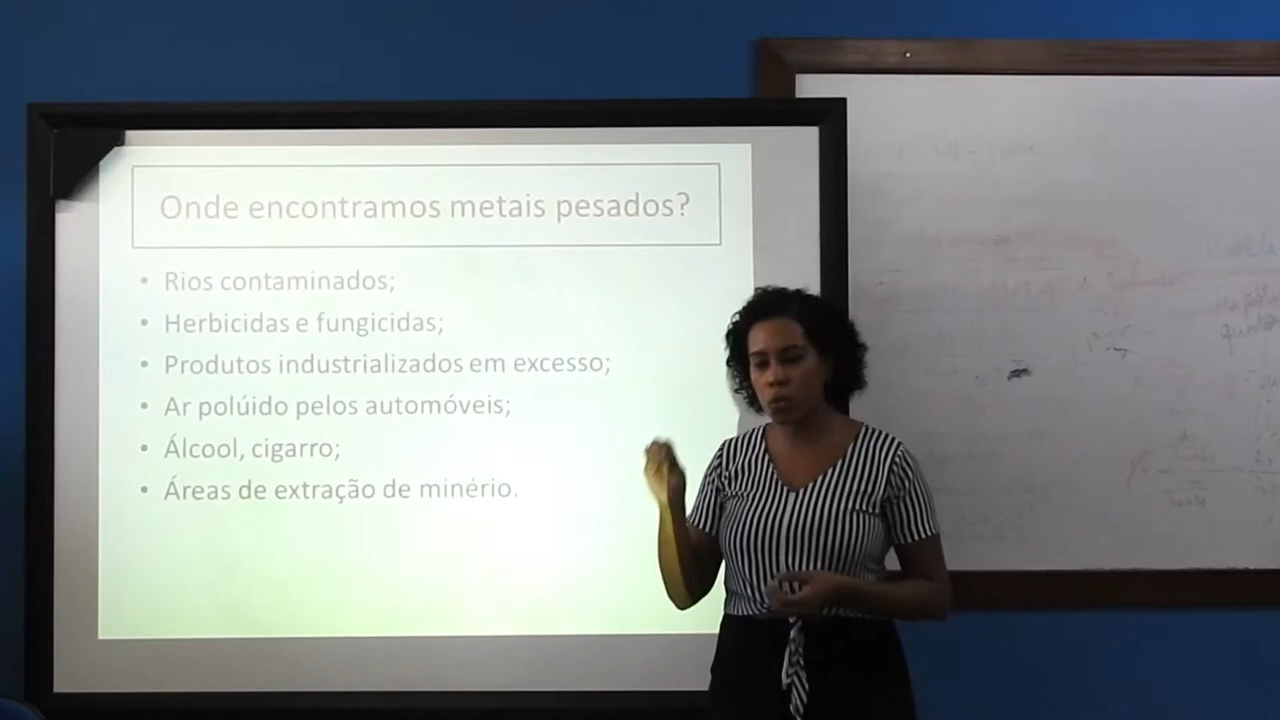 Onde encontramos metais pesados?
• Rios contaminados;
• Herbicidas e fungicidas;
• Produtos industrializados em excesso;
• Ar polúido pelos automóveis;
• Álcool, cigarro;
• Áreas de extração de minério.